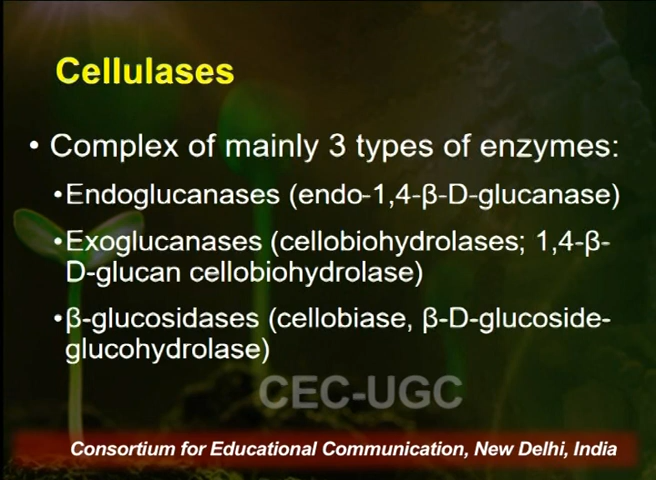 Cellulases
• Complex of mainly 3 types of enzymes:
•Endoglucanases (endo-1,4-β-D-glucanase)
•Exoglucanases (cellobiohydrolases; 1,4-β-
D-glucan cellobiohydrolase)
•β-glucosidases (cellobiase, β-D-glucoside-
glucohydrolase)
CEC-UGC
Consortium for Educational Communication, New Delhi, India